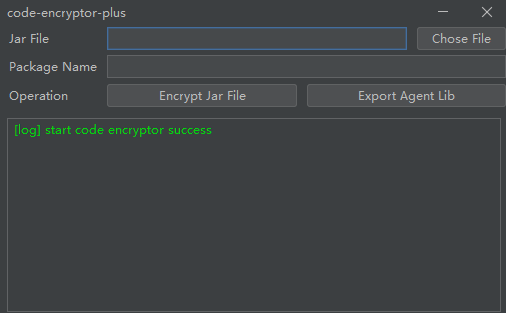 code-encryptor-plus
Jar File Chose File
Package Name
Operation Encrypt Jar File Export Agent Lib
[log] start code encryptor success